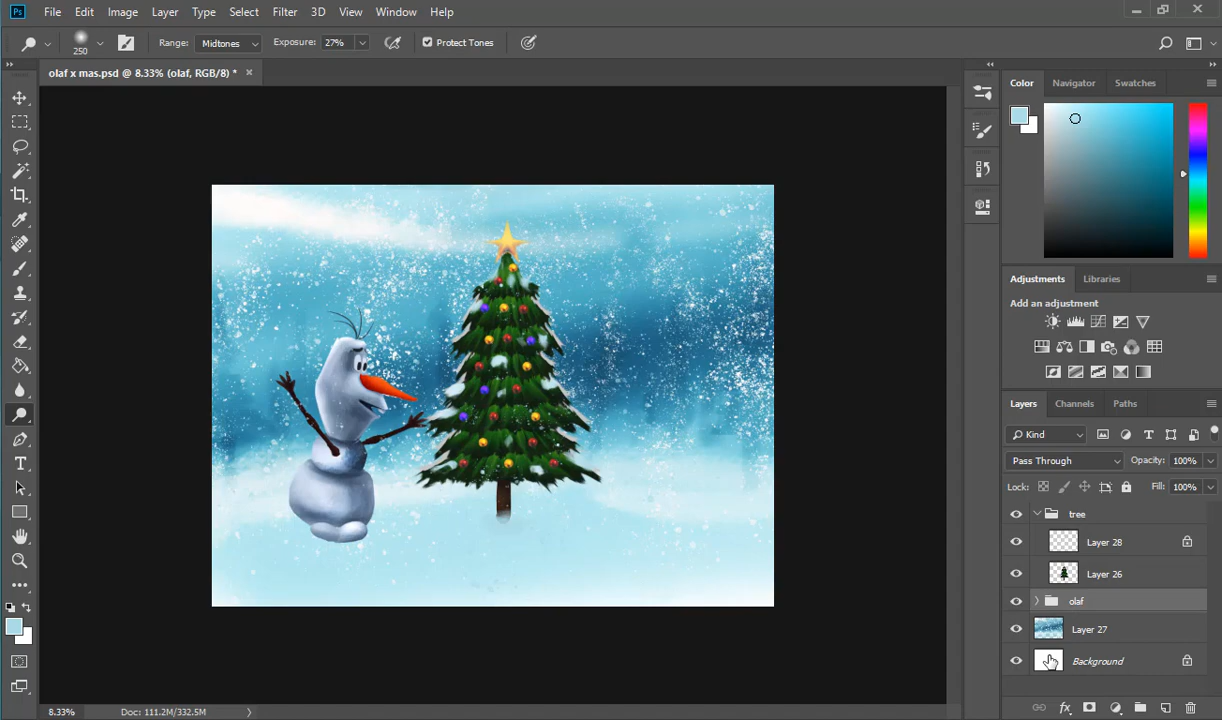 Ps File Edit Image Layer Type Select Filter 3D View Window Help
250 Range: Midtones Exposure: 27% Protect Tones
olaf x mas.psd @ 8.33% (olaf, RGB/8) * ×
Color Navigator Swatches
Adjustments Libraries
Add an adjustment
Layers Channels Paths
Kind
Pass Through Opacity: 100%
Lock: Fill: 100%
tree
Layer 28
Layer 26
olaf
Layer 27
Background
8.33% Doc: 111.2M/332.5M